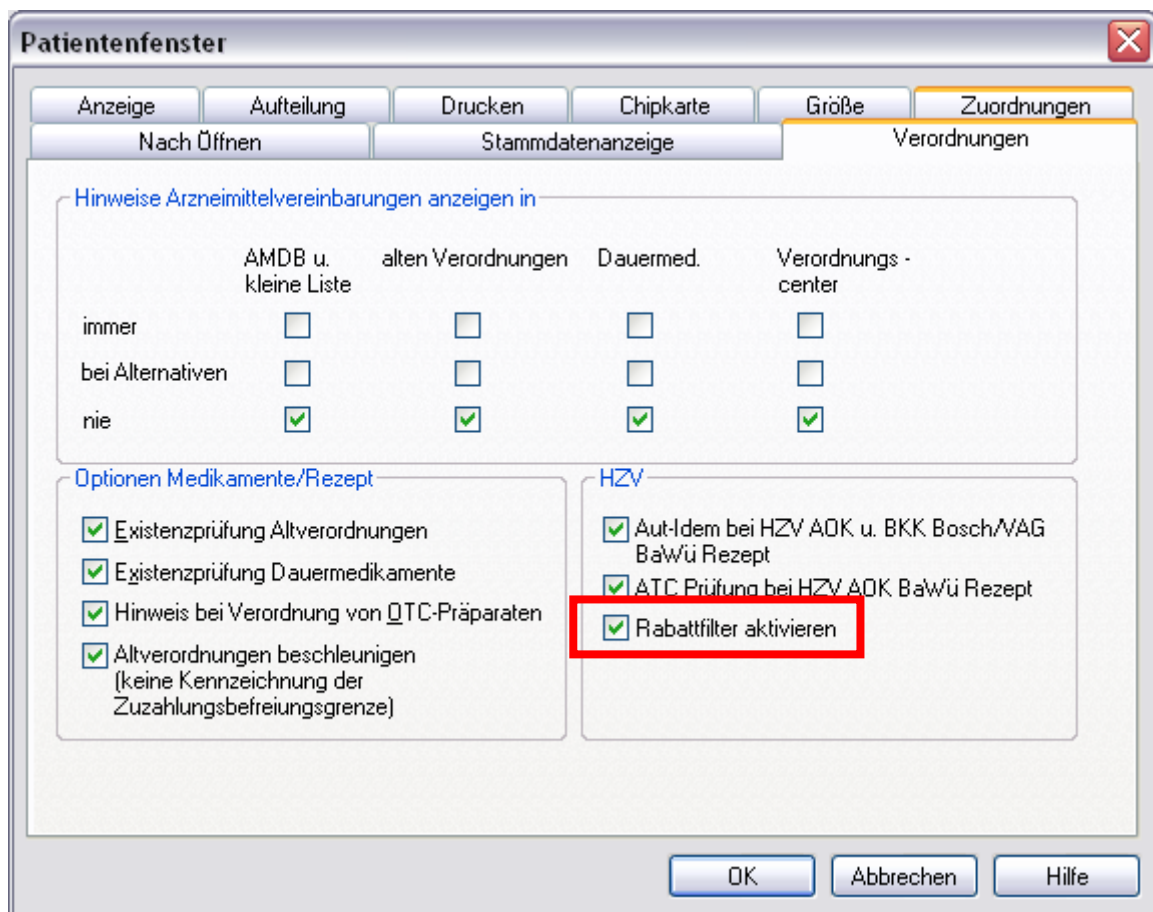 Patientenfenster
Anzeige Aufteilung Drucken Chipkarte Größe Zuordnungen
Nach Öffnen Stammdatenanzeige Verordnungen
Hinweise Arzneimittelvereinbarungen anzeigen in
AMDB u. alten Verordnungen Dauermed. Verordnungs -
kleine Liste center
immer
bei Alternativen
nie
Optionen Medikamente/Rezept
Existenzprüfung Altverordnungen
Existenzprüfung Dauermedikamente
Hinweis bei Verordnung von OTC-Präparaten
Altverordnungen beschleunigen
(keine Kennzeichnung der
Zuzahlungsbefreiungsgrenze)
HZV
Aut-Idem bei HZV AOK u. BKK Bosch/VAG
BaWü Rezept
ATC Prüfung bei HZV AOK BaWü Rezept
Rabattfilter aktivieren
OK Abbrechen Hilfe